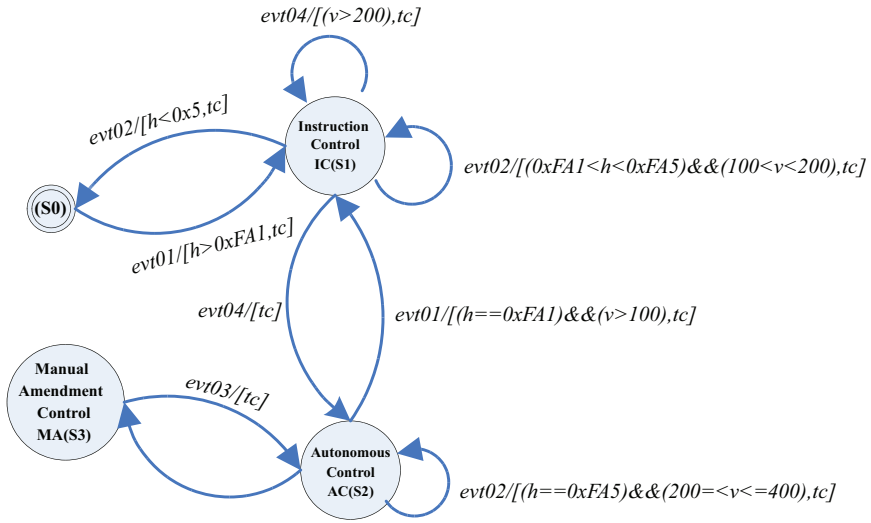 evt04/[(v>200),tc]
evt02/[h<0x5,tc]
Instruction
Control
IC(S1)
evt02/[(0xFA1<h<0xFA5)&&(100<v<200),tc]
(S0)
evt01/[h>0xFA1,tc]
evt04/[tc]
evt01/[(h==0xFA1)&&(v>100),tc]
Manual
Amendment
Control
MA(S3)
evt03/[tc]
Autonomous
Control
AC(S2)
evt02/[(h==0xFA5)&&(200=<v<=400),tc]